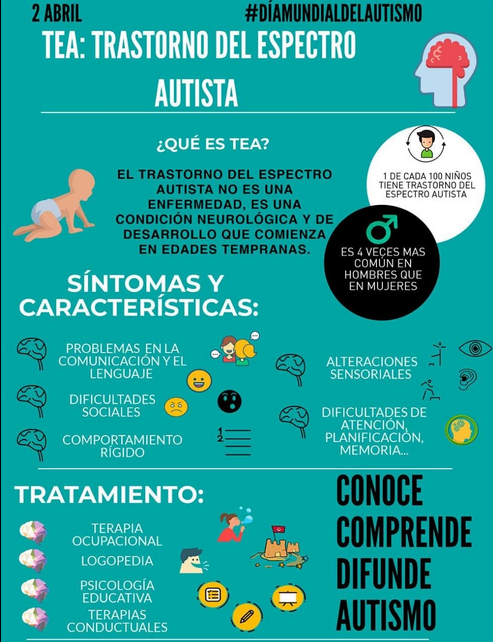 2 ABRIL
#DÍAMUNDIALDELAUTISMO
TEA: TRASTORNO DEL ESPECTRO
AUTISTA
¿QUÉ ES TEA?
EL TRASTORNO DEL ESPECTRO
AUTISTA NO ES UNA
ENFERMEDAD, ES UNA
CONDICIÓN NEUROLÓGICA Y DE
DESARROLLO QUE COMIENZA
EN EDADES TEMPRANAS.
1 DE CADA 100 NIÑOS
TIENE TRASTORNO DEL
ESPECTRO AUTISTA
ES 4 VECES MAS
COMÚN EN
HOMBRES QUE
EN MUJERES
SÍNTOMAS Y
CARACTERÍSTICAS:
PROBLEMAS EN LA
COMUNICACIÓN Y EL
LENGUAJE
DIFICULTADES
SOCIALES
COMPORTAMIENTO
RÍGIDO
1
2
ALTERACIONES
SENSORIALES
DIFICULTADES DE
ATENCIÓN,
PLANIFICACIÓN,
MEMORIA...
TRATAMIENTO:
TERAPIA
OCUPACIONAL
LOGOPEDIA
PSICOLOGÍA
EDUCATIVA
TERAPIAS
CONDUCTUALES
CONOCE
COMPRENDE
DIFUNDE
AUTISMO